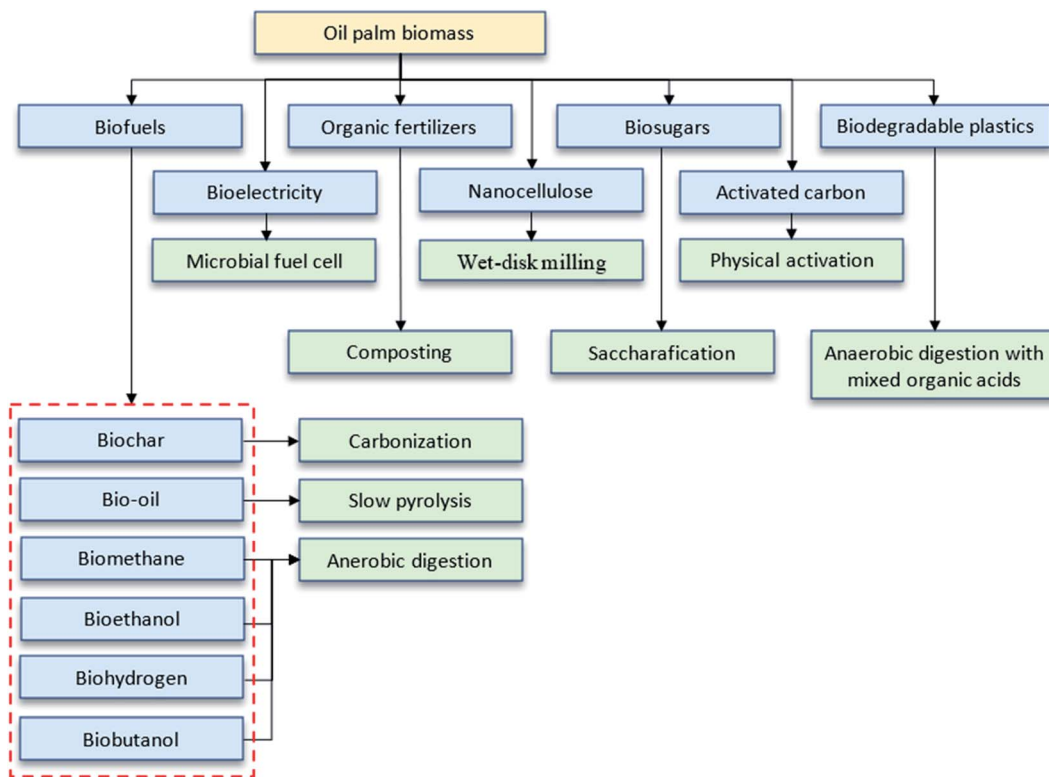 Oil palm biomass
Biofuels
Organic fertilizers
Biosugars
Biodegradable plastics
Bioelectricity
Nanocellulose
Activated carbon
Microbial fuel cell
Wet-disk milling
Physical activation
Composting
Saccharafication
Anaerobic digestion with
mixed organic acids
Biochar
Carbonization
Bio-oil
Slow pyrolysis
Biomethane
Anerobic digestion
Bioethanol
Biohydrogen
Biobutanol